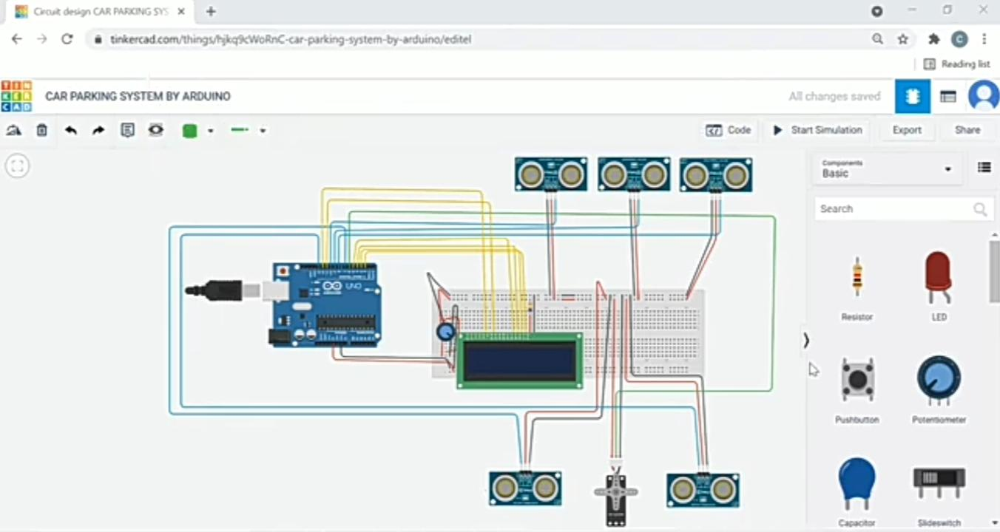 Circuit design CAR PARKING SYS
tinkercad.com/things/hjkq9cWoRnC-car-parking-system-by-arduino/editel
Reading list
TIN
KER
CAD
CAR PARKING SYSTEM BY ARDUINO
All changes saved
Code
Start Simulation
Export
Share
Components
Basic
Search
UNO
Resistor
LED
Pushbutton
Potentiometer
Capacitor
Slideswitch